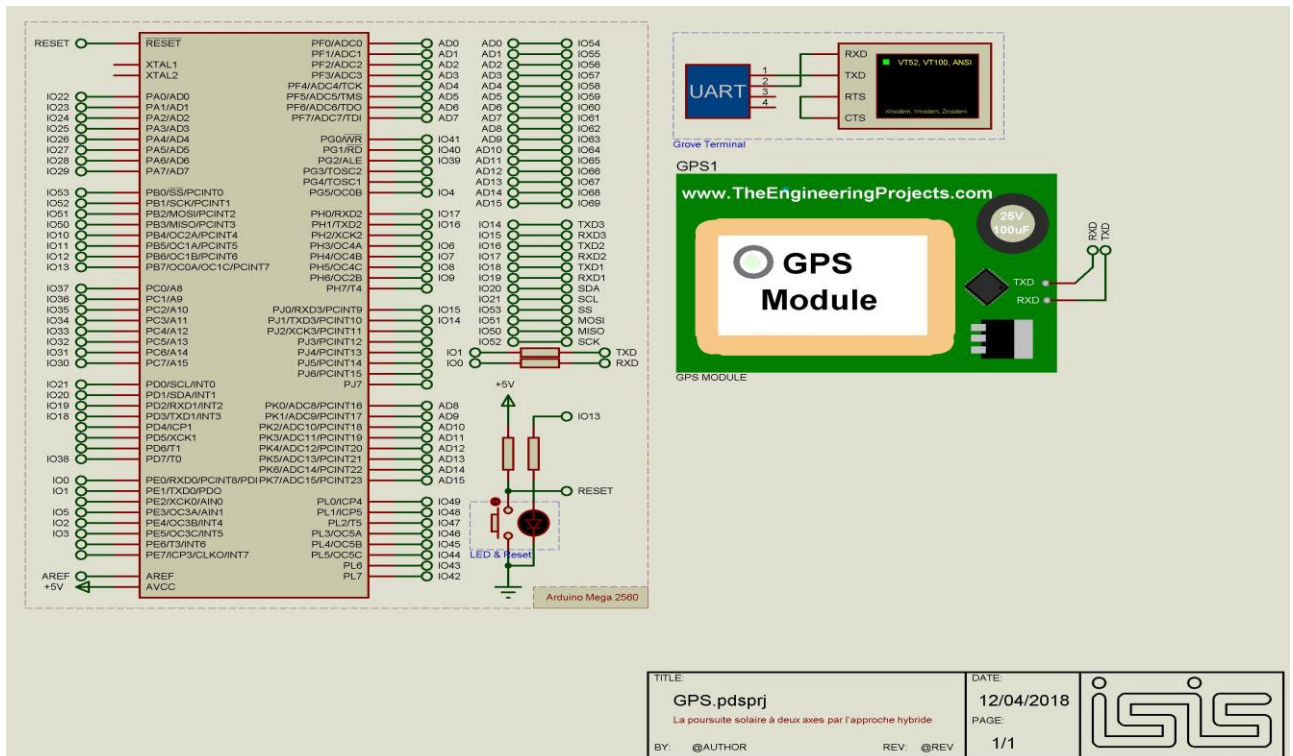 RESET
RESET
XTAL1
XTAL2
IO22 PA0/AD0
IO23 PA1/AD1
IO24 PA2/AD2
IO25 PA3/AD3
IO26 PA4/AD4
IO27 PA5/AD5
IO28 PA6/AD6
IO29 PA7/AD7
IO53 PB0/SS/PCINT0
IO52 PB1/SCK/PCINT1
IO51 PB2/MOSI/PCINT2
IO50 PB3/MISO/PCINT3
IO10 PB4/OC2A/PCINT4
IO11 PB5/OC1A/PCINT5
IO12 PB6/OC1B/PCINT6
IO13 PB7/OC0A/OC1C/PCINT7
IO37 PC0/A8
IO36 PC1/A9
IO35 PC2/A10
IO34 PC3/A11
IO33 PC4/A12
IO32 PC5/A13
IO31 PC6/A14
IO30 PC7/A15
IO21 PD0/SCL/INT0
IO20 PD1/SDA/INT1
IO19 PD2/RXD1/INT2
IO18 PD3/TXD1/INT3
PD4/ICP1
PD5/XCK1
PD6/T1
IO38 PD7/T0
IO0 PE0/RXD0/PCINT8/PDI
IO1 PE1/TXD0/PDO
PE2/XCK0/AIN0
IO5 PE3/OC3A/AIN1
IO2 PE4/OC3B/INT4
IO3 PE5/OC3C/INT5
PE6/T3/INT6
PE7/ICP3/CLKO/INT7
AREF AREF
+5V AVCC
PF0/ADC0 AD0
PF1/ADC1 AD1
PF2/ADC2 AD2
PF3/ADC3 AD3
PF4/ADC4/TCK AD4
PF5/ADC5/TMS AD5
PF6/ADC6/TDO AD6
PF7/ADC7/TDI AD7
PG0/WR IO41
PG1/RD IO40
PG2/ALE IO39
PG3/TOSC2
PG4/TOSC1
PG5/OC0B IO4
PH0/RXD2 IO17
PH1/TXD2 IO16
PH2/XCK2
PH3/OC4A IO6
PH4/OC4B IO7
PH5/OC4C IO8
PH6/OC2B IO9
PH7/T4
PJ0/RXD3/PCINT9 IO15
PJ1/TXD3/PCINT10 IO14
PJ2/XCK3/PCINT11
PJ3/PCINT12
PJ4/PCINT13
PJ5/PCINT14
PJ6/PCINT15
PJ7
PK0/ADC8/PCINT16 AD8
PK1/ADC9/PCINT17 AD9
PK2/ADC10/PCINT18 AD10
PK3/ADC11/PCINT19 AD11
PK4/ADC12/PCINT20 AD12
PK5/ADC13/PCINT21 AD13
PK6/ADC14/PCINT22 AD14
PK7/ADC15/PCINT23 AD15
PL0/ICP4 IO49
PL1/ICP5 IO48
PL2/T5 IO47
PL3/OC5A IO46
PL4/OC5B IO45
PL5/OC5C IO44
PL6 IO43
PL7 IO42
AD0 IO54
AD1 IO55
AD2 IO56
AD3 IO57
AD4 IO58
AD5 IO59
AD6 IO60
AD7 IO61
AD8 IO62
AD9 IO63
AD10 IO64
AD11 IO65
AD12 IO66
AD13 IO67
AD14 IO68
AD15 IO69
IO14 TXD3
IO15 RXD3
IO16 TXD2
IO17 RXD2
IO18 TXD1
IO19 RXD1
IO20 SDA
IO21 SCL
IO53 SS
IO51 MOSI
IO50 MISO
IO52 SCK
IO1 TXD
IO0 RXD
+5V
IO13
RESET
LED & Reset
Arduino Mega 2560
UART
1
2
3
4
RXD
TXD
RTS
CTS
VT52, VT100, ANSI
Xmodem, Ymodem, Zmodem
Grove Terminal
GPS1
www.TheEngineeringProjects.com
25V
100uF
GPS
Module
TXD
RXD
RXD
TXD
GPS MODULE
TITLE:
GPS.pdsprj
La poursuite solaire à deux axes par l'approche hybride
BY: @AUTHOR REV: @REV
DATE:
12/04/2018
PAGE:
1/1
isis